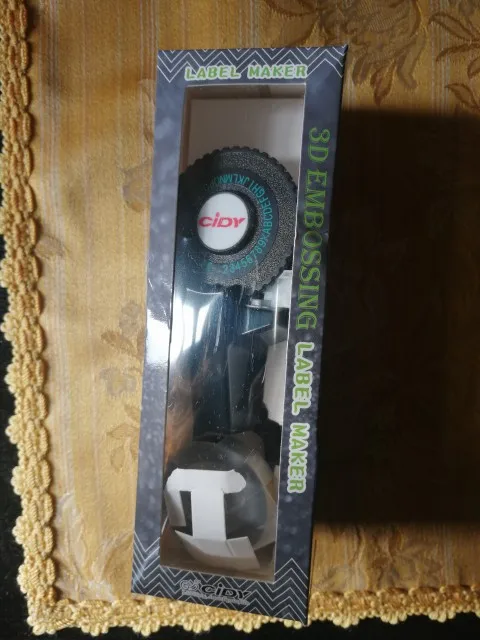 LABEL MAKER
3D EMBOSSING LABEL MAKER
CIDY
CIDY